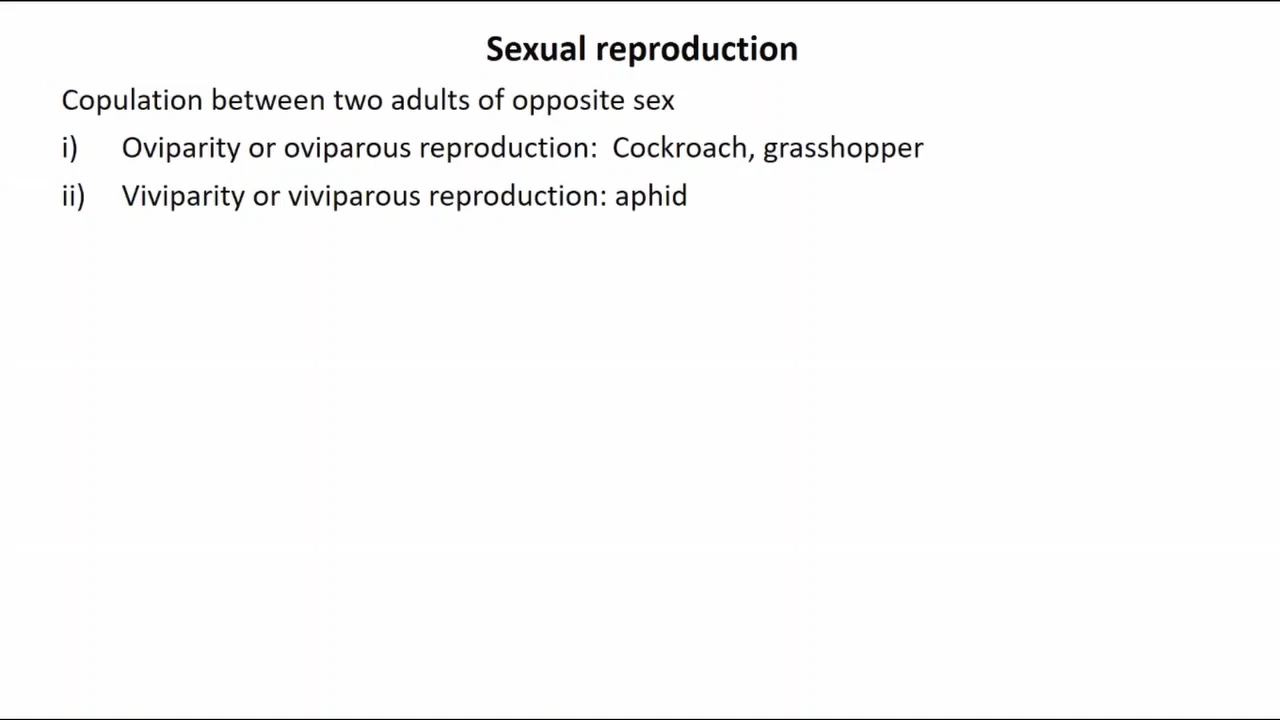 Sexual reproduction
Copulation between two adults of opposite sex
i) Oviparity or oviparous reproduction: Cockroach, grasshopper
ii) Viviparity or viviparous reproduction: aphid